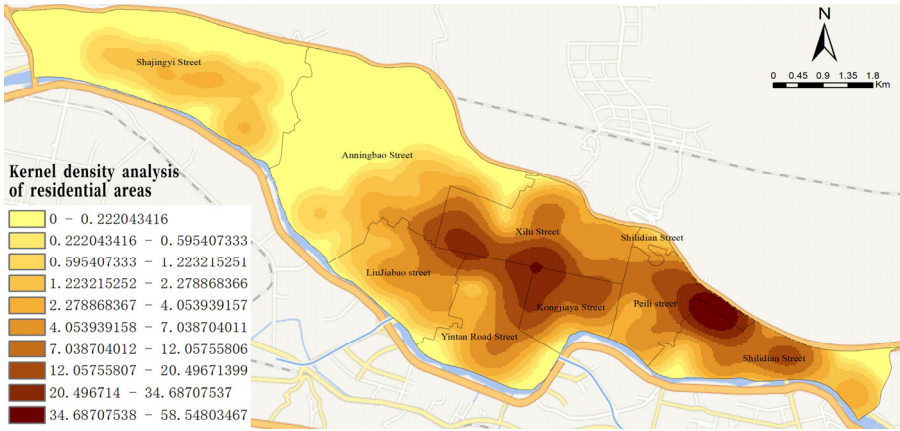 N
0 0.45 0.9 1.35 1.8
Km
Shajingyi Street
Anningbao Street
Xilu Street
Shilidian Street
LiuJiabao street
Kongjiaya Street
Peili street
Yintan Road Street
Shilidian Street
Kernel density analysis
of residential areas
0 - 0.222043416
0.222043416 - 0.595407333
0.595407333 - 1.223215251
1.223215252 - 2.278868366
2.278868367 - 4.053939157
4.053939158 - 7.038704011
7.038704012 - 12.05755806
12.05755807 - 20.49671399
20.496714 - 34.68707537
34.68707538 - 58.54803467